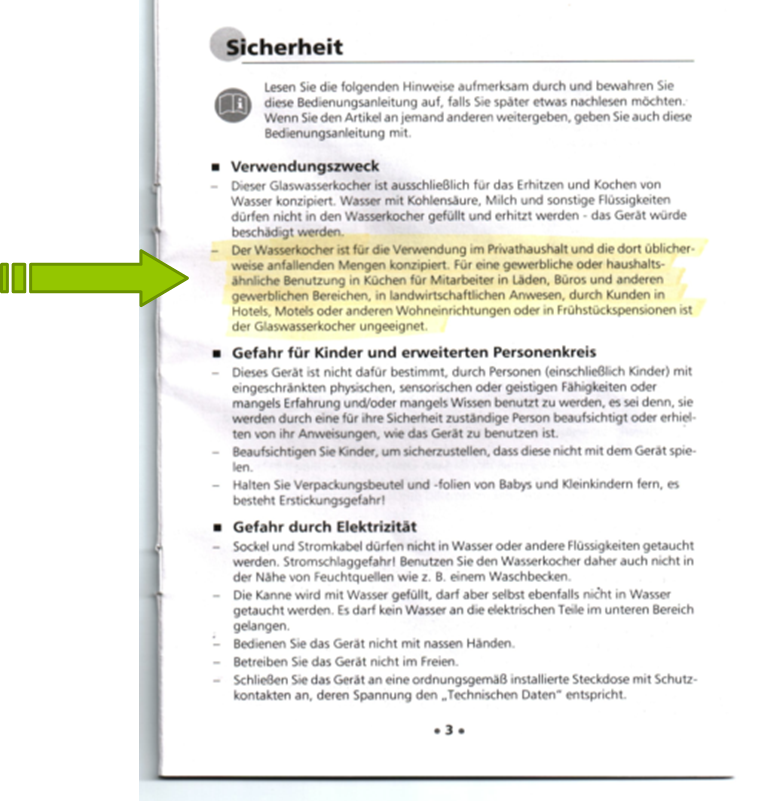 Sicherheit
Lesen Sie die folgenden Hinweise aufmerksam durch und bewahren Sie
diese Bedienungsanleitung auf, falls Sie später etwas nachlesen möchten.
Wenn Sie den Artikel an jemand anderen weitergeben, geben Sie auch diese
Bedienungsanleitung mit.
■ Verwendungszweck
– Dieser Glaswasserkocher ist ausschließlich für das Erhitzen und Kochen von
Wasser konzipiert. Wasser mit Kohlensäure, Milch und sonstige Flüssigkeiten
dürfen nicht in den Wasserkocher gefüllt und erhitzt werden - das Gerät würde
beschädigt werden.
– Der Wasserkocher ist für die Verwendung im Privathaushalt und die dort üblicher-
weise anfallenden Mengen konzipiert. Für eine gewerbliche oder haushalts-
ähnliche Benutzung in Küchen für Mitarbeiter in Läden, Büros und anderen
gewerblichen Bereichen, in landwirtschaftlichen Anwesen, durch Kunden in
Hotels, Motels oder anderen Wohneinrichtungen oder in Frühstückspensionen ist
der Glaswasserkocher ungeeignet.
■ Gefahr für Kinder und erweiterten Personenkreis
– Dieses Gerät ist nicht dafür bestimmt, durch Personen (einschließlich Kinder) mit
eingeschränkten physischen, sensorischen oder geistigen Fähigkeiten oder
mangels Erfahrung und/oder mangels Wissen benutzt zu werden, es sei denn, sie
werden durch eine für ihre Sicherheit zuständige Person beaufsichtigt oder erhiel-
ten von ihr Anweisungen, wie das Gerät zu benutzen ist.
– Beaufsichtigen Sie Kinder, um sicherzustellen, dass diese nicht mit dem Gerät spie-
len.
– Halten Sie Verpackungsbeutel und -folien von Babys und Kleinkindern fern, es
besteht Erstickungsgefahr!
■ Gefahr durch Elektrizität
– Sockel und Stromkabel dürfen nicht in Wasser oder andere Flüssigkeiten getaucht
werden. Stromschlaggefahr! Benutzen Sie den Wasserkocher daher auch nicht in
der Nähe von Feuchtquellen wie z. B. einem Waschbecken.
– Die Kanne wird mit Wasser gefüllt, darf aber selbst ebenfalls nicht in Wasser
getaucht werden. Es darf kein Wasser an die elektrischen Teile im unteren Bereich
gelangen.
– Bedienen Sie das Gerät nicht mit nassen Händen.
– Betreiben Sie das Gerät nicht im Freien.
– Schließen Sie das Gerät an eine ordnungsgemäß installierte Steckdose mit Schutz-
kontakten an, deren Spannung den „Technischen Daten“ entspricht.
• 3 •